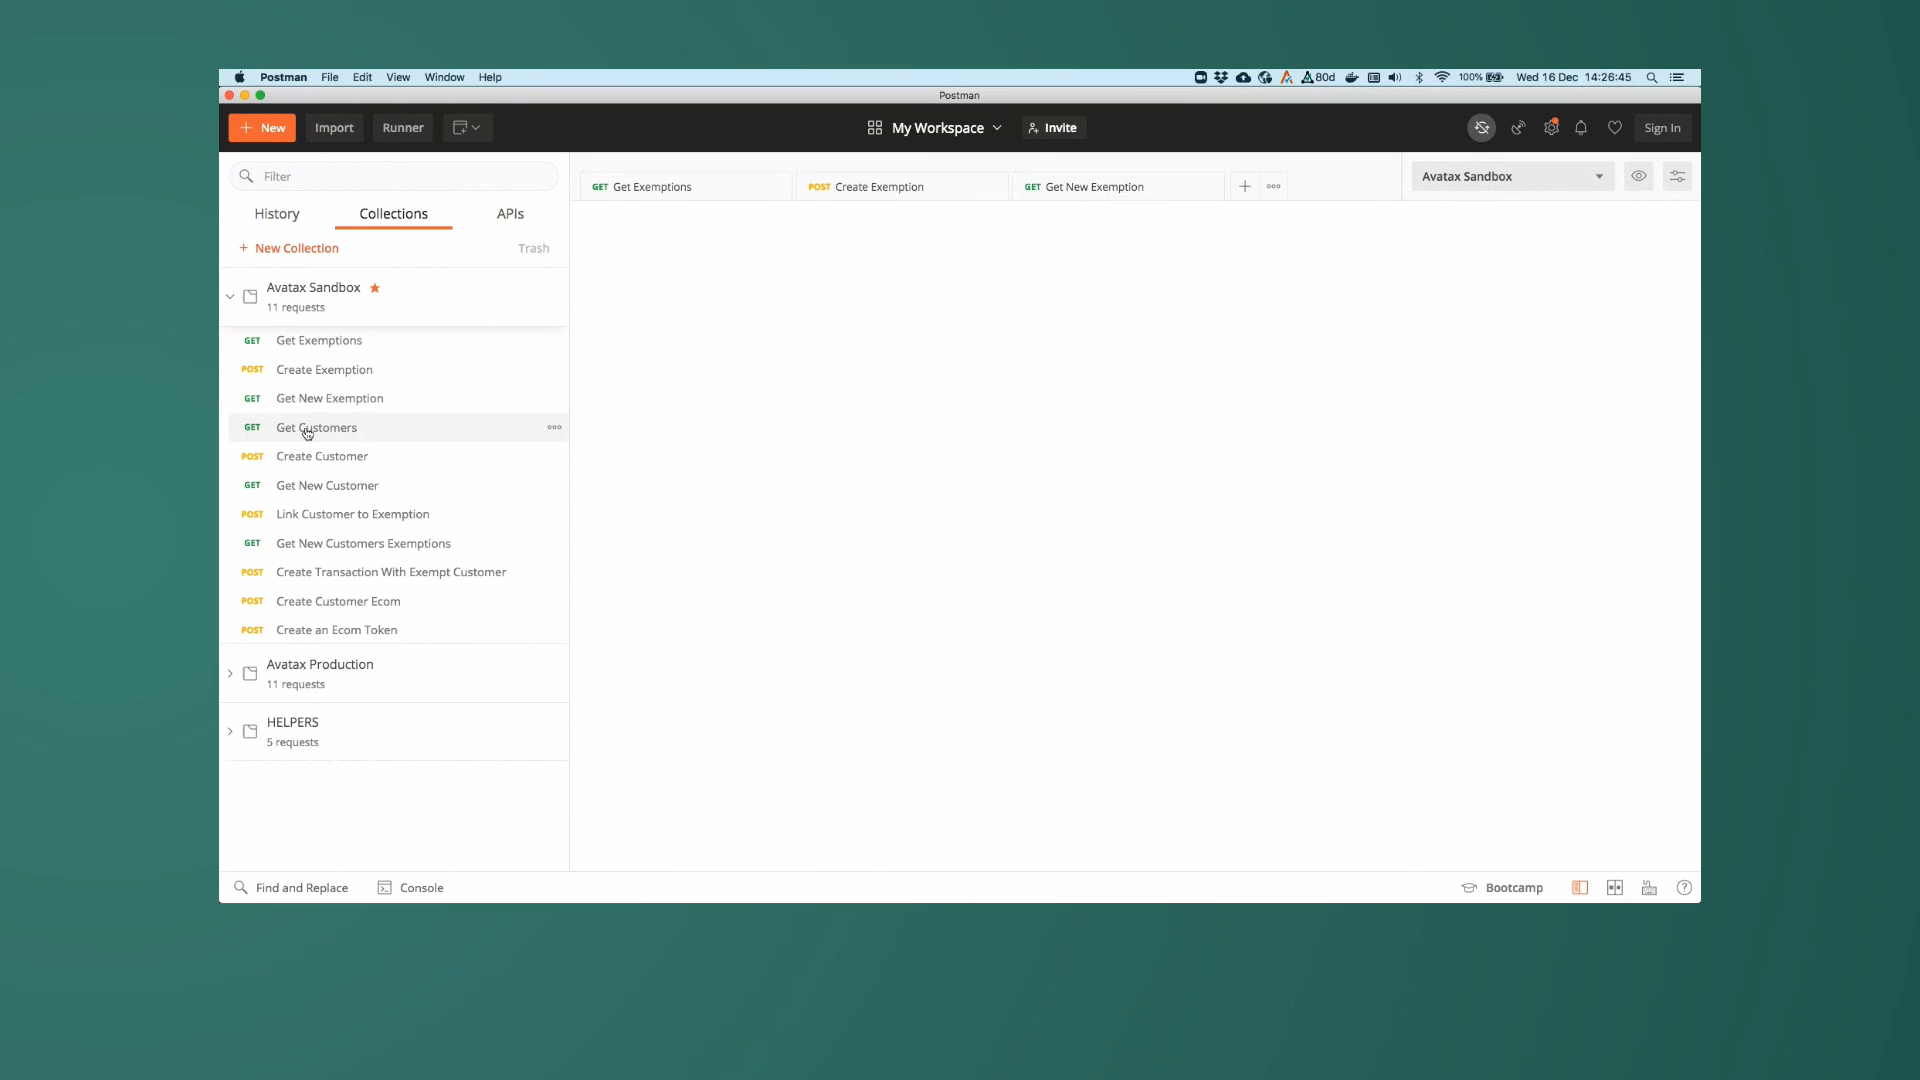 Postman File Edit View Window Help
80d 100% Wed 16 Dec 14:26:45
Postman
+ New Import Runner My Workspace Invite Sign In
Filter
GET Get Exemptions POST Create Exemption GET Get New Exemption + Avatax Sandbox
History Collections APIs
+ New Collection Trash
Avatax Sandbox
11 requests
GET Get Exemptions
POST Create Exemption
GET Get New Exemption
GET Get Customers
POST Create Customer
GET Get New Customer
POST Link Customer to Exemption
GET Get New Customers Exemptions
POST Create Transaction With Exempt Customer
POST Create Customer Ecom
POST Create an Ecom Token
Avatax Production
11 requests
HELPERS
5 requests
Find and Replace Console Bootcamp